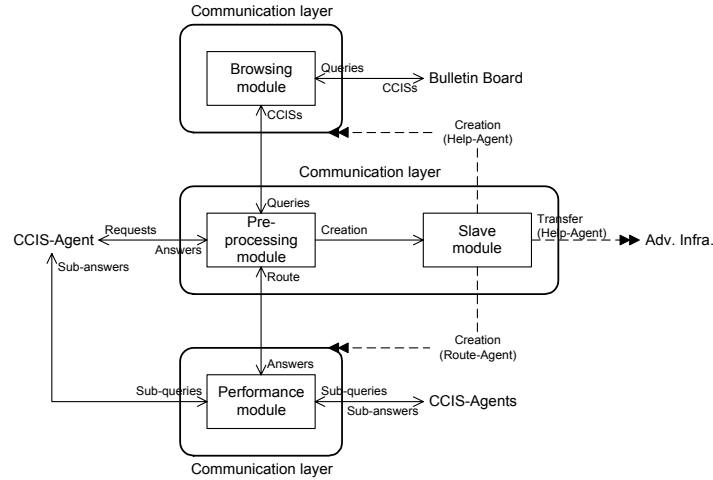 Communication layer
Browsing
module
Queries
CCISs
Bulletin Board
CCISs
Creation
(Help-Agent)
Communication layer
Queries
Pre-
processing
module
Requests
Answers
CCIS-Agent
Creation
Slave
module
Transfer
(Help-Agent)
Adv. Infra.
Sub-answers
Route
Creation
(Route-Agent)
Answers
Performance
module
Sub-queries
Sub-queries
Sub-answers
CCIS-Agents
Communication layer